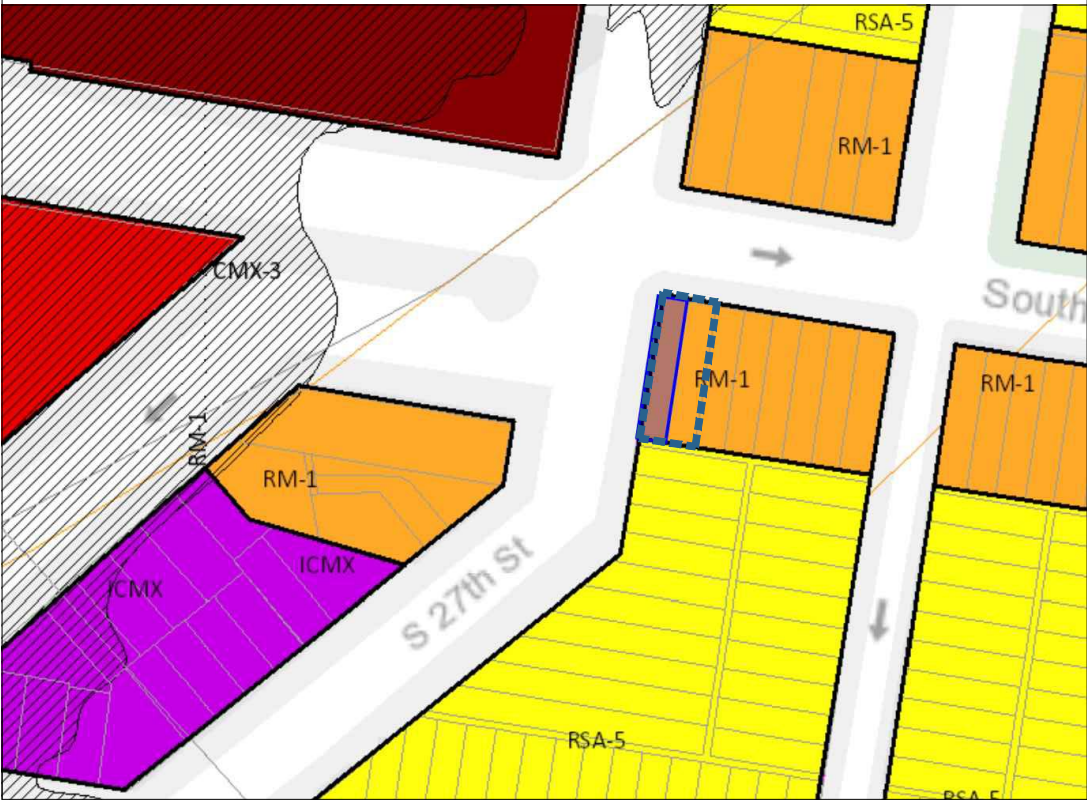 RSA-5
RM-1
CMX-3
South
RM-1
RM-1
RM-1
RM-1
ICMX
ICMX
S 27th St
RSA-5
RSA-5